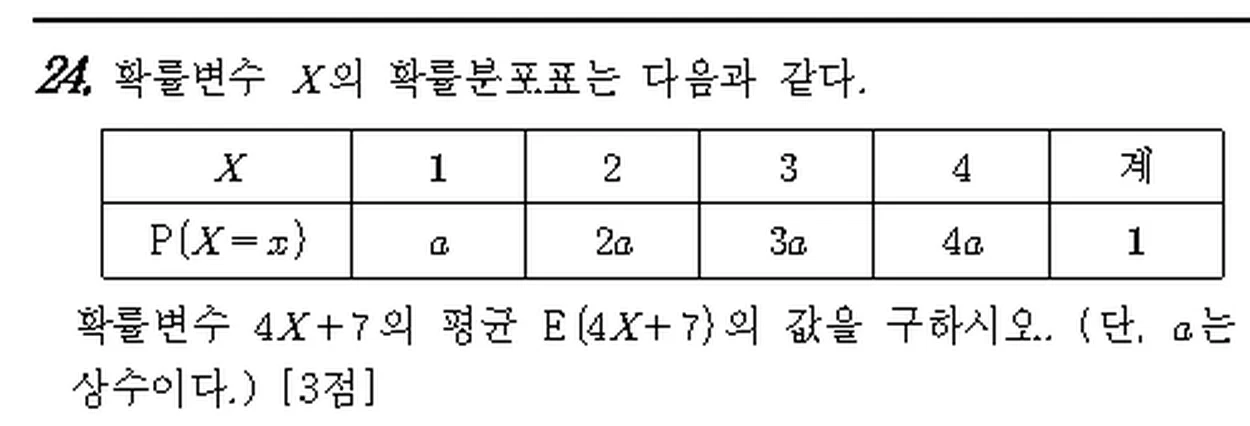 24. 확률변수 X의 확률분포표는 다음과 같다.
X 1 2 3 4 계
P(X=x) a 2a 3a 4a 1
확률변수 4X+7의 평균 E(4X+7)의 값을 구하시오. (단, a는
상수이다.) [3점]